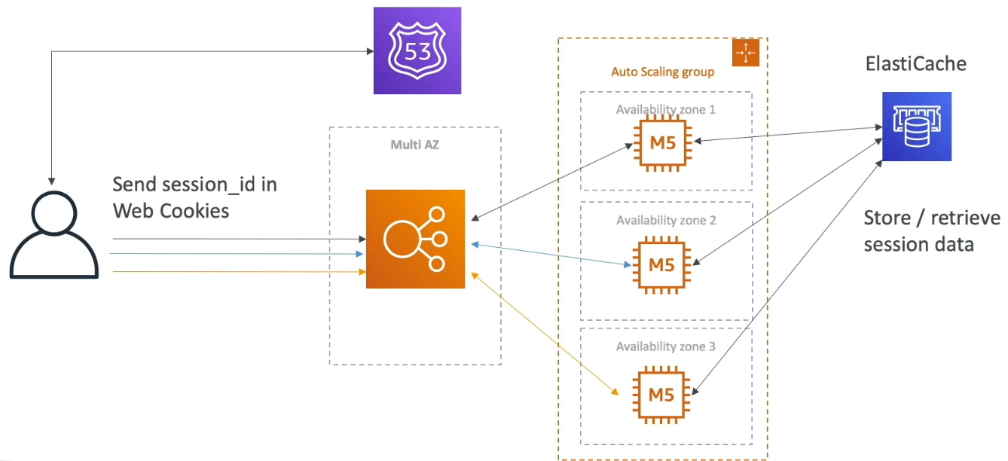 53
Auto Scaling group
ElastiCache
Availability zone 1
M5
Multi AZ
Send session_id in
Web Cookies
Availability zone 2
M5
Store / retrieve
session data
Availability zone 3
M5